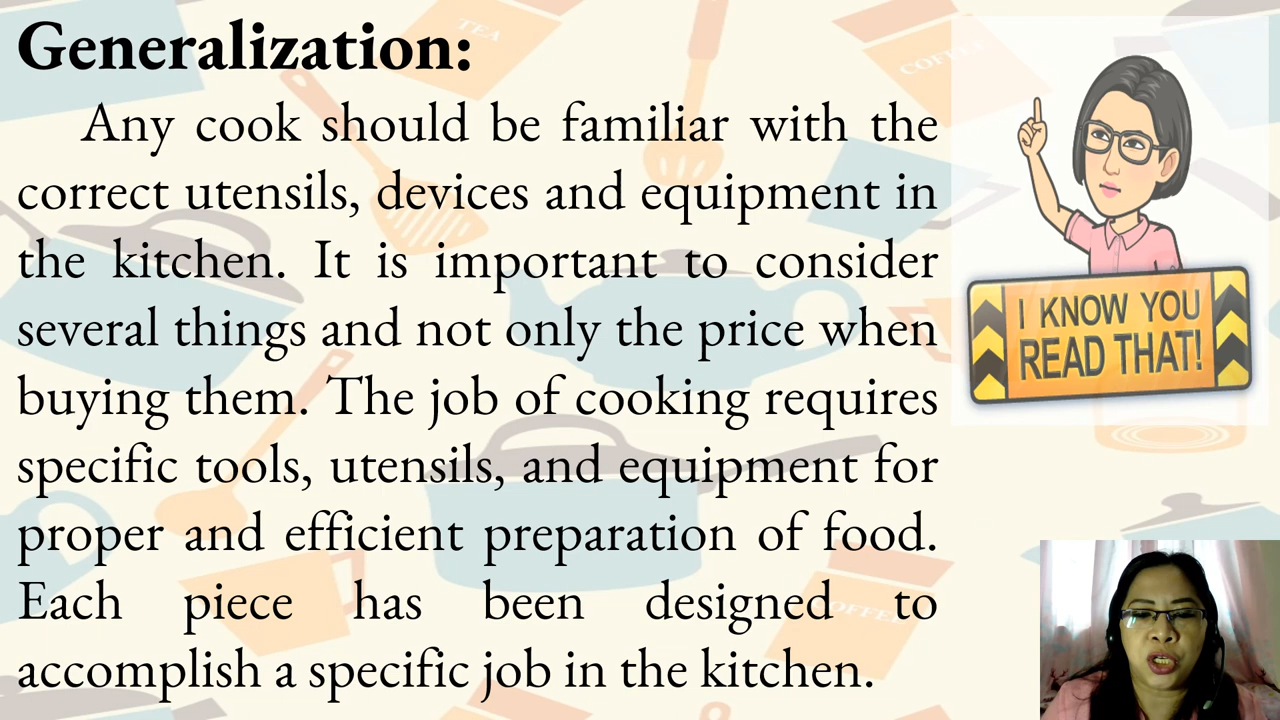 Generalization:
Any cook should be familiar with the
correct utensils, devices and equipment in
the kitchen. It is important to consider
several things and not only the price when
buying them. The job of cooking requires
specific tools, utensils, and equipment for
proper and efficient preparation of food.
Each piece has been designed to
accomplish a specific job in the kitchen.
I KNOW YOU
READ THAT!
TEA
COFFEE
COFFEE